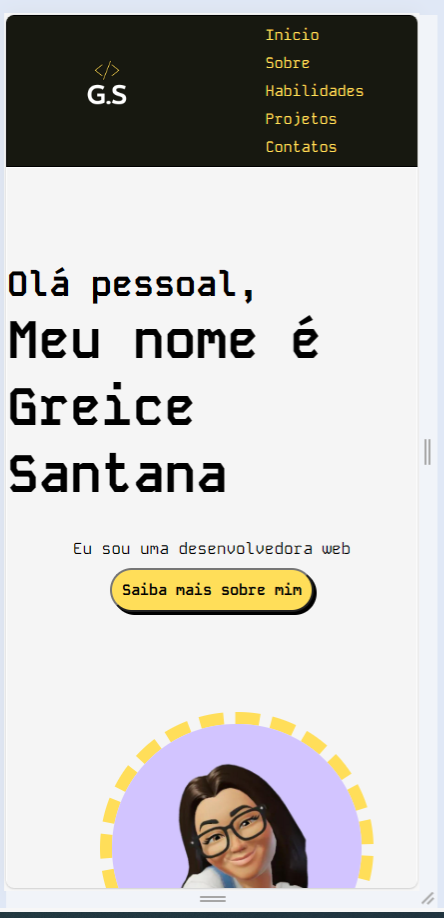 </>
G.S
Inicio
Sobre
Habilidades
Projetos
Contatos
Olá pessoal,
Meu nome é
Greice
Santana
Eu sou uma desenvolvedora web
Saiba mais sobre mim